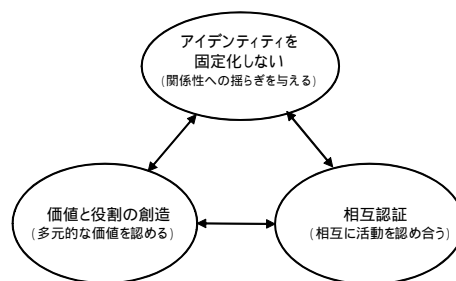 アイデンティティを
固定化しない
(関係性への揺らぎを与える)
価値と役割の創造
(多元的な価値を認める)
相互認証
(相互に活動を認め合う)